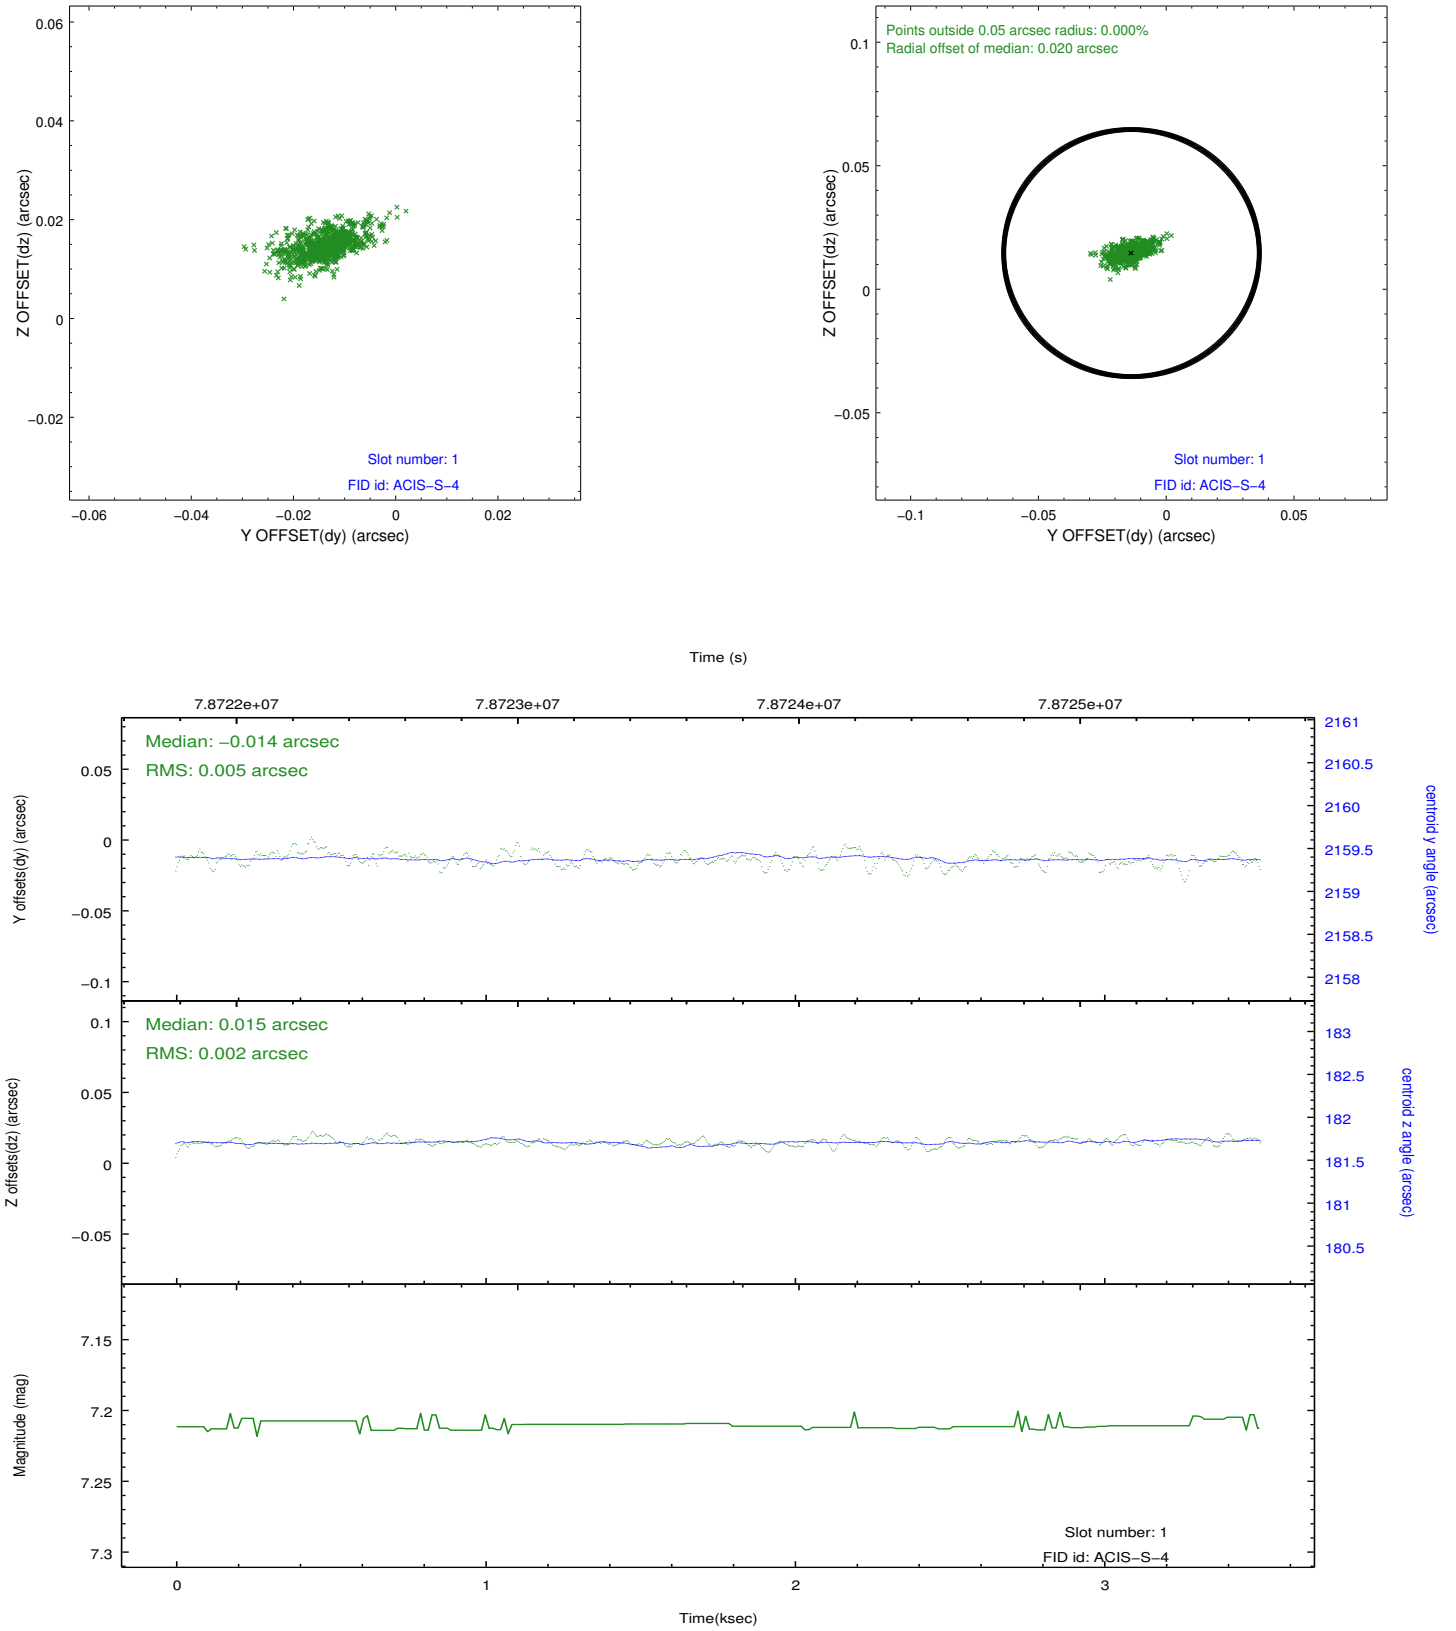 0.06
0.04
0.02
0
−0.02
Z OFFSET(dz) (arcsec)
Slot number: 1
FID id: ACIS−S−4
−0.06
−0.04
−0.02
0
0.02
Y OFFSET(dy) (arcsec)
Points outside 0.05 arcsec radius: 0.000%
Radial offset of median: 0.020 arcsec
0.1
0.05
0
−0.05
Z OFFSET(dz) (arcsec)
Slot number: 1
FID id: ACIS−S−4
−0.1
−0.05
0
0.05
Y OFFSET(dy) (arcsec)
Time (s)
7.8722e+07
7.8723e+07
7.8724e+07
7.8725e+07
Median: −0.014 arcsec
RMS: 0.005 arcsec
0.05
0
−0.05
−0.1
Y offsets(dy) (arcsec)
2161
2160.5
2160
2159.5
2159
2158.5
2158
centroid y angle (arcsec)
Median: 0.015 arcsec
RMS: 0.002 arcsec
0.1
0.05
0
−0.05
Z offsets(dz) (arcsec)
183
182.5
182
181.5
181
180.5
centroid z angle (arcsec)
7.15
7.2
7.25
7.3
Magnitude (mag)
Slot number: 1
FID id: ACIS−S−4
0
1
2
3
Time(ksec)